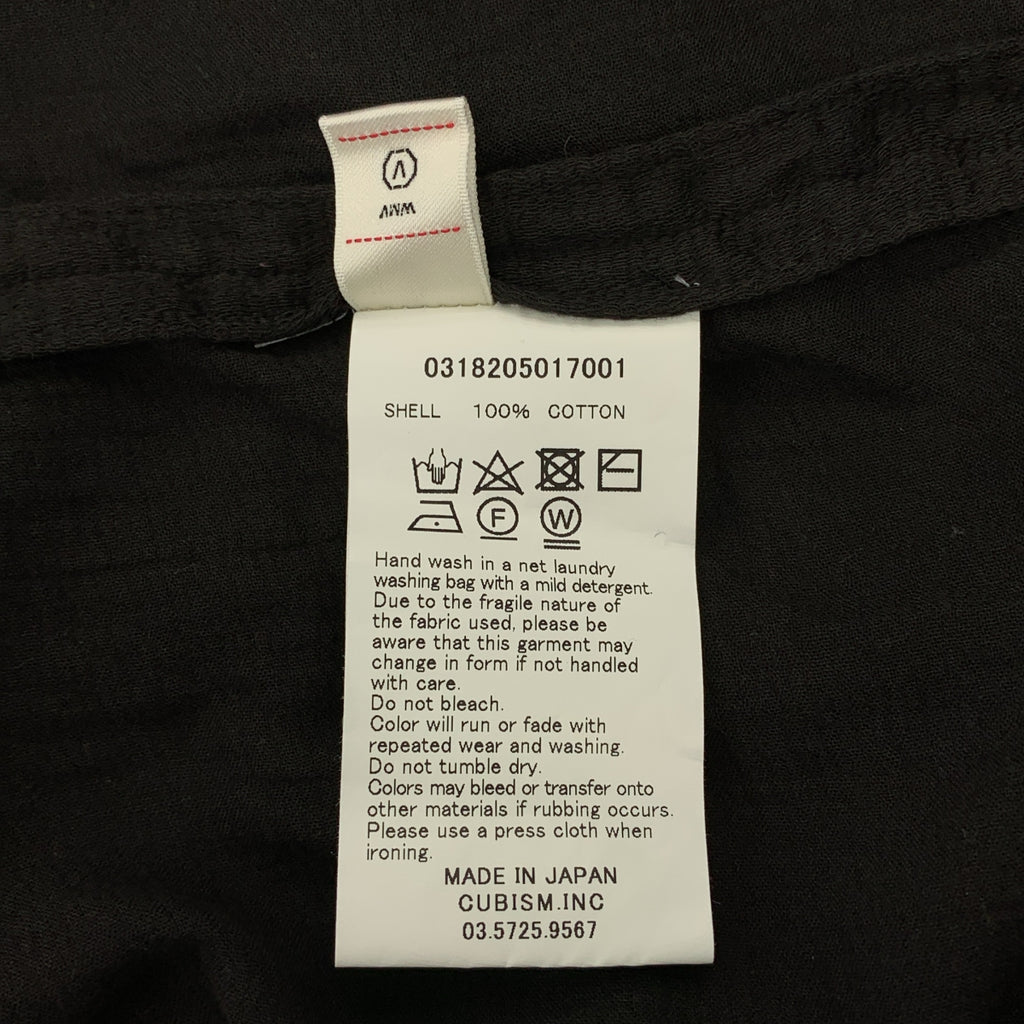 V
WMV
0318205017001
SHELL 100% COTTON
F W
Hand wash in a net laundry
washing bag with a mild detergent.
Due to the fragile nature of
the fabric used, please be
aware that this garment may
change in form if not handled
with care.
Do not bleach.
Color will run or fade with
repeated wear and washing.
Do not tumble dry.
Colors may bleed or transfer onto
other materials if rubbing occurs.
Please use a press cloth when
ironing.
MADE IN JAPAN
CUBISM.INC
03.5725.9567